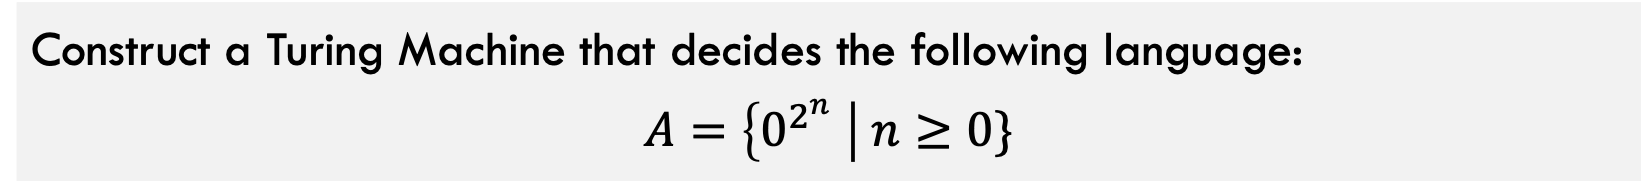 Construct a Turing Machine that decides the following language:
𝐴 = {0^{2^𝑛} | 𝑛 ≥ 0}